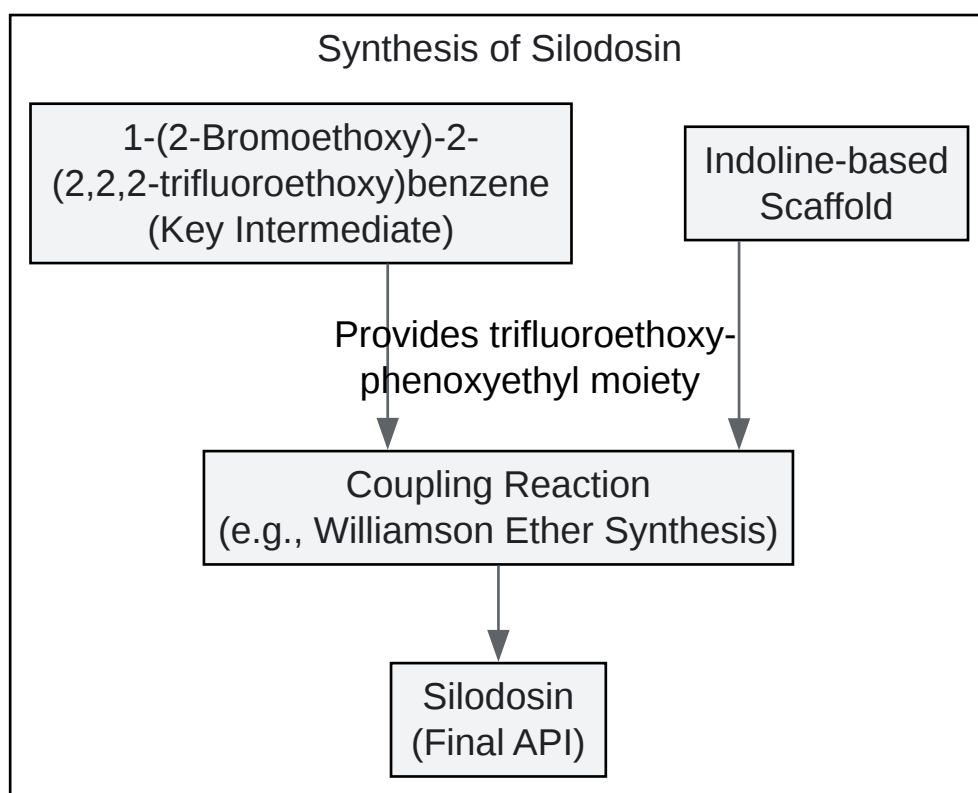 Synthesis of Silodosin
1-(2-Bromoethoxy)-2-
(2,2,2-trifluoroethoxy)benzene
(Key Intermediate)
Indoline-based
Scaffold
Provides trifluoroethoxy-
phenoxyethyl moiety
Coupling Reaction
(e.g., Williamson Ether Synthesis)
Silodosin
(Final API)